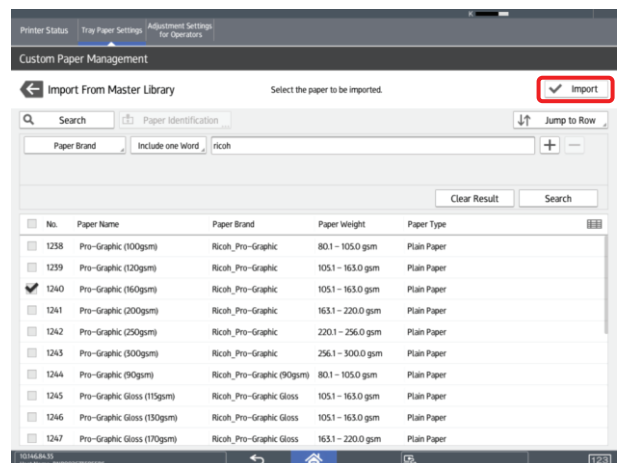 Printer Status Tray Paper Settings Adjustment Settings for Operators
Custom Paper Management
Import From Master Library Select the paper to be imported. Import
Search Paper Identification Jump to Row
Paper Brand Include one Word ricoh
Clear Result Search
No. Paper Name Paper Brand Paper Weight Paper Type
1238 Pro-Graphic (100gsm) Ricoh_Pro-Graphic 80.1 - 105.0 gsm Plain Paper
1239 Pro-Graphic (120gsm) Ricoh_Pro-Graphic 105.1 - 163.0 gsm Plain Paper
1240 Pro-Graphic (160gsm) Ricoh_Pro-Graphic 105.1 - 163.0 gsm Plain Paper
1241 Pro-Graphic (200gsm) Ricoh_Pro-Graphic 163.1 - 220.0 gsm Plain Paper
1242 Pro-Graphic (250gsm) Ricoh_Pro-Graphic 220.1 - 256.0 gsm Plain Paper
1243 Pro-Graphic (300gsm) Ricoh_Pro-Graphic 256.1 - 300.0 gsm Plain Paper
1244 Pro-Graphic (90gsm) Ricoh_Pro-Graphic (90gsm) 80.1 - 105.0 gsm Plain Paper
1245 Pro-Graphic Gloss (115gsm) Ricoh_Pro-Graphic Gloss 105.1 - 163.0 gsm Plain Paper
1246 Pro-Graphic Gloss (130gsm) Ricoh_Pro-Graphic Gloss 105.1 - 163.0 gsm Plain Paper
1247 Pro-Graphic Gloss (170gsm) Ricoh_Pro-Graphic Gloss 163.1 - 220.0 gsm Plain Paper
10.146.84.35 123